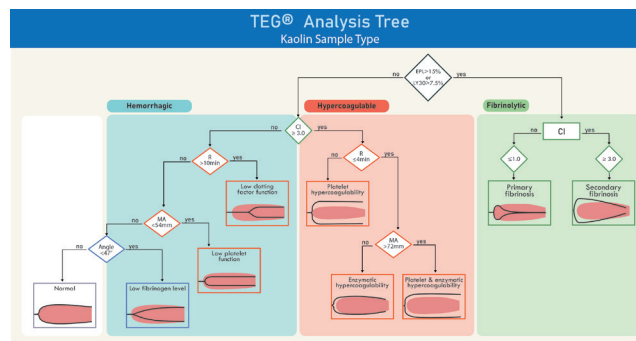 TEG® Analysis Tree
Kaolin Sample Type
EPL>15%
or
LY30>7.5%
no
yes
Hemorrhagic
Hypercoagulable
Fibrinolytic
no
CI
≥ 3.0
yes
no
CI
yes
no
R
>10min
yes
no
R
≤4min
yes
≤1.0
≥ 3.0
Low clotting
factor function
Platelet
hypercoagulability
Primary
fibrinosis
Secondary
fibrinosis
no
MA
≤54mm
yes
no
Angle
<47°
yes
Low platelet
function
no
MA
>72mm
yes
Normal
Low fibrieogen level
Enzymatic
hypercoagulability
Platelet & enzymatic
hypercoagulability